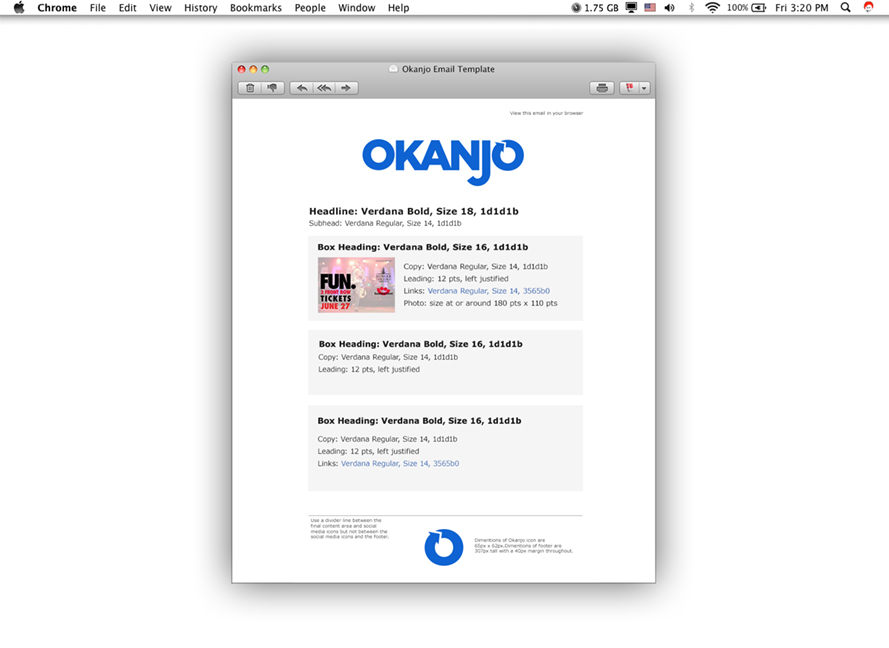 Chrome File Edit View History Bookmarks People Window Help 1.75 GB 100% Fri 3:20 PM
Okanjo Email Template
View this email in your browser
OKANJO
Headline: Verdana Bold, Size 18, 1d1d1b
Subhead: Verdana Regular, Size 14, 1d1d1b
Box Heading: Verdana Bold, Size 16, 1d1d1b
FUN.
2 FRONT ROW
TICKETS
JUNE 27
Copy: Verdana Regular, Size 14, 1d1d1b
Leading: 12 pts, left justified
Links: Verdana Regular, Size 14, 3565b0
Photo: size at or around 180 pts x 110 pts
Box Heading: Verdana Bold, Size 16, 1d1d1b
Copy: Verdana Regular, Size 14, 1d1d1b
Leading: 12 pts, left justified
Box Heading: Verdana Bold, Size 16, 1d1d1b
Copy: Verdana Regular, Size 14, 1d1d1b
Leading: 12 pts, left justified
Links: Verdana Regular, Size 14, 3565b0
Use a divider line between the
final content area and social
media icons but not between the
social media icons and the footer.
Dimentions of Okanjo icon are
65px x 62px.Dimentions of footer are
307px tall with a 40px margin throughout.